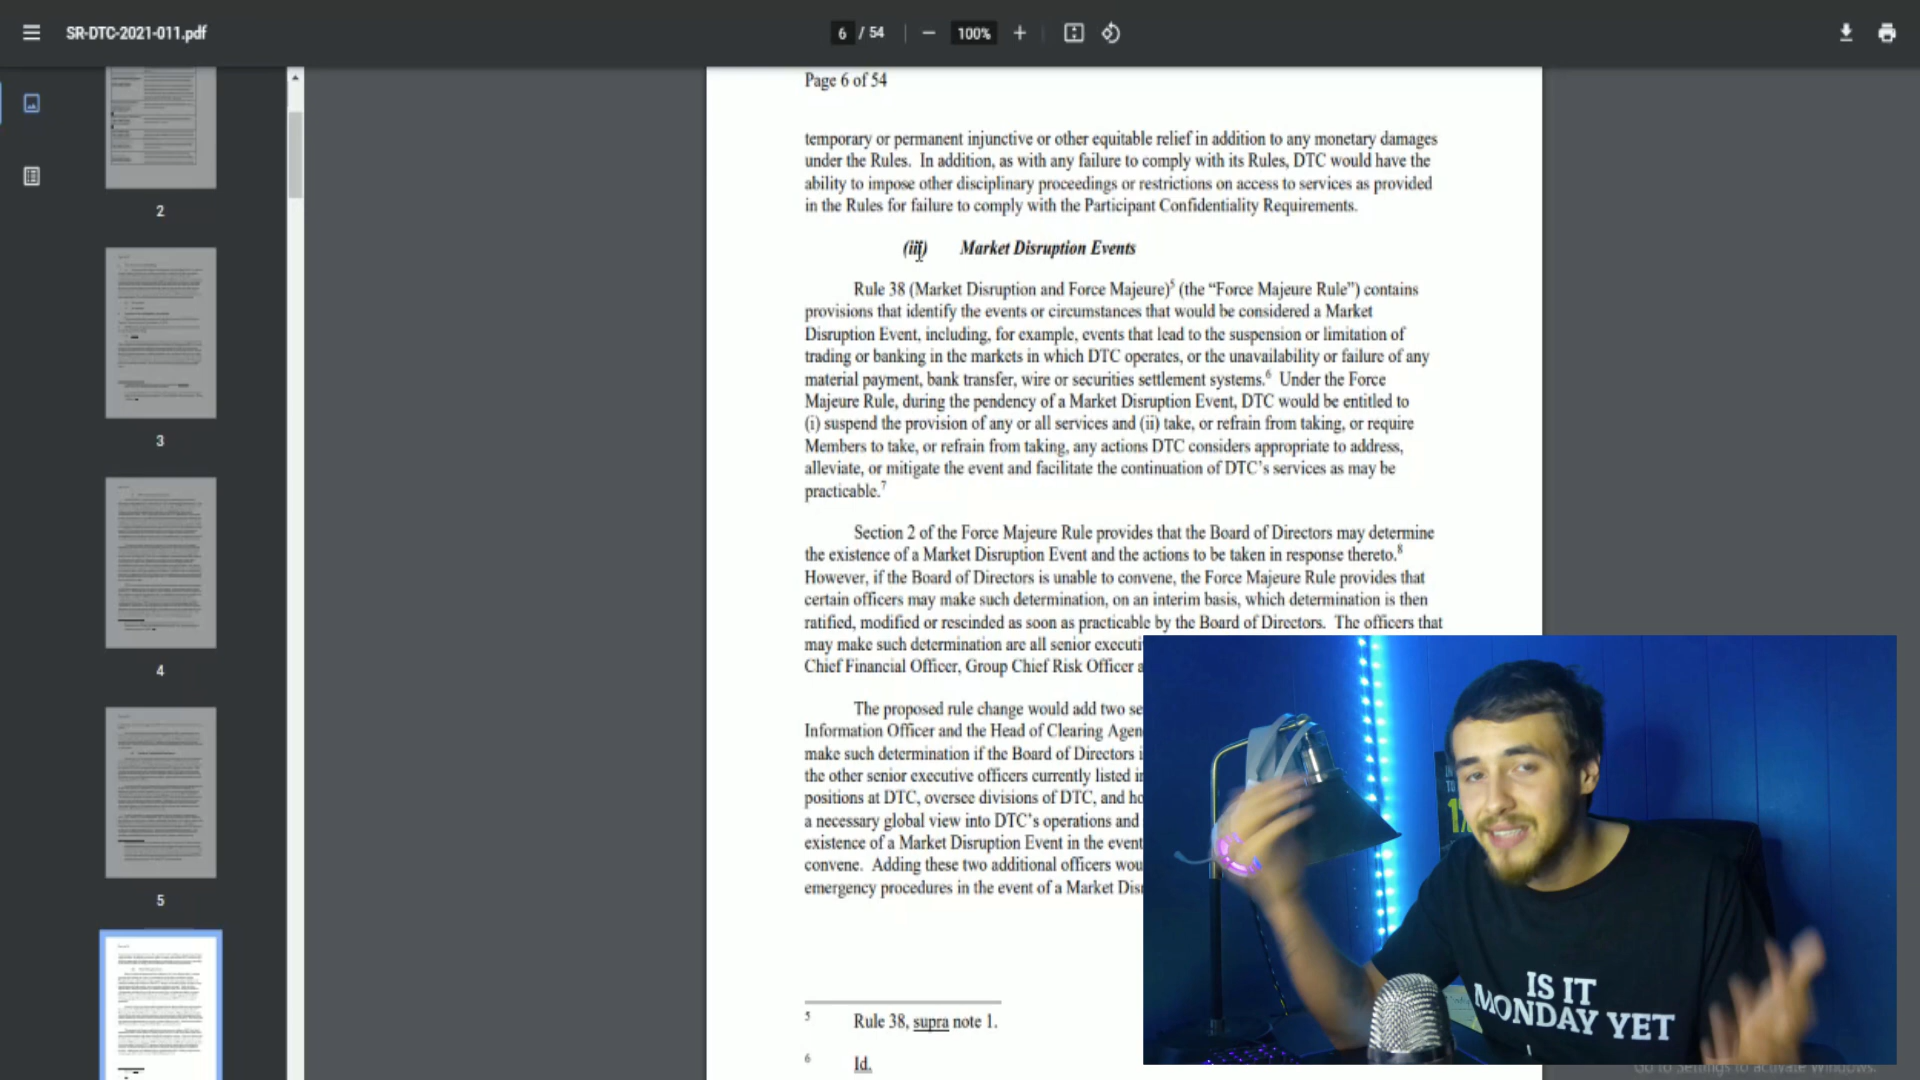 SR-DTC-2021-011.pdf
6 / 54
100%
2
3
4
5
Page 6 of 54
temporary or permanent injunctive or other equitable relief in addition to any monetary damages
under the Rules. In addition, as with any failure to comply with its Rules, DTC would have the
ability to impose other disciplinary proceedings or restrictions on access to services as provided
in the Rules for failure to comply with the Participant Confidentiality Requirements.
(iii) Market Disruption Events
Rule 38 (Market Disruption and Force Majeure)5 (the “Force Majeure Rule”) contains
provisions that identify the events or circumstances that would be considered a Market
Disruption Event, including, for example, events that lead to the suspension or limitation of
trading or banking in the markets in which DTC operates, or the unavailability or failure of any
material payment, bank transfer, wire or securities settlement systems.6 Under the Force
Majeure Rule, during the pendency of a Market Disruption Event, DTC would be entitled to
(i) suspend the provision of any or all services and (ii) take, or refrain from taking, or require
Members to take, or refrain from taking, any actions DTC considers appropriate to address,
alleviate, or mitigate the event and facilitate the continuation of DTC’s services as may be
practicable.7
Section 2 of the Force Majeure Rule provides that the Board of Directors may determine
the existence of a Market Disruption Event and the actions to be taken in response thereto.8
However, if the Board of Directors is unable to convene, the Force Majeure Rule provides that
certain officers may make such determination, on an interim basis, which determination is then
ratified, modified or rescinded as soon as practicable by the Board of Directors. The officers that
may make such determination are all senior executi
Chief Financial Officer, Group Chief Risk Officer a
The proposed rule change would add two se
Information Officer and the Head of Clearing Agen
make such determination if the Board of Directors i
the other senior executive officers currently listed in
positions at DTC, oversee divisions of DTC, and ho
a necessary global view into DTC’s operations and
existence of a Market Disruption Event in the event
convene. Adding these two additional officers wou
emergency procedures in the event of a Market Dis
5 Rule 38, supra note 1.
6 Id.
IS IT
MONDAY YET
Go to Settings to activate Windows.